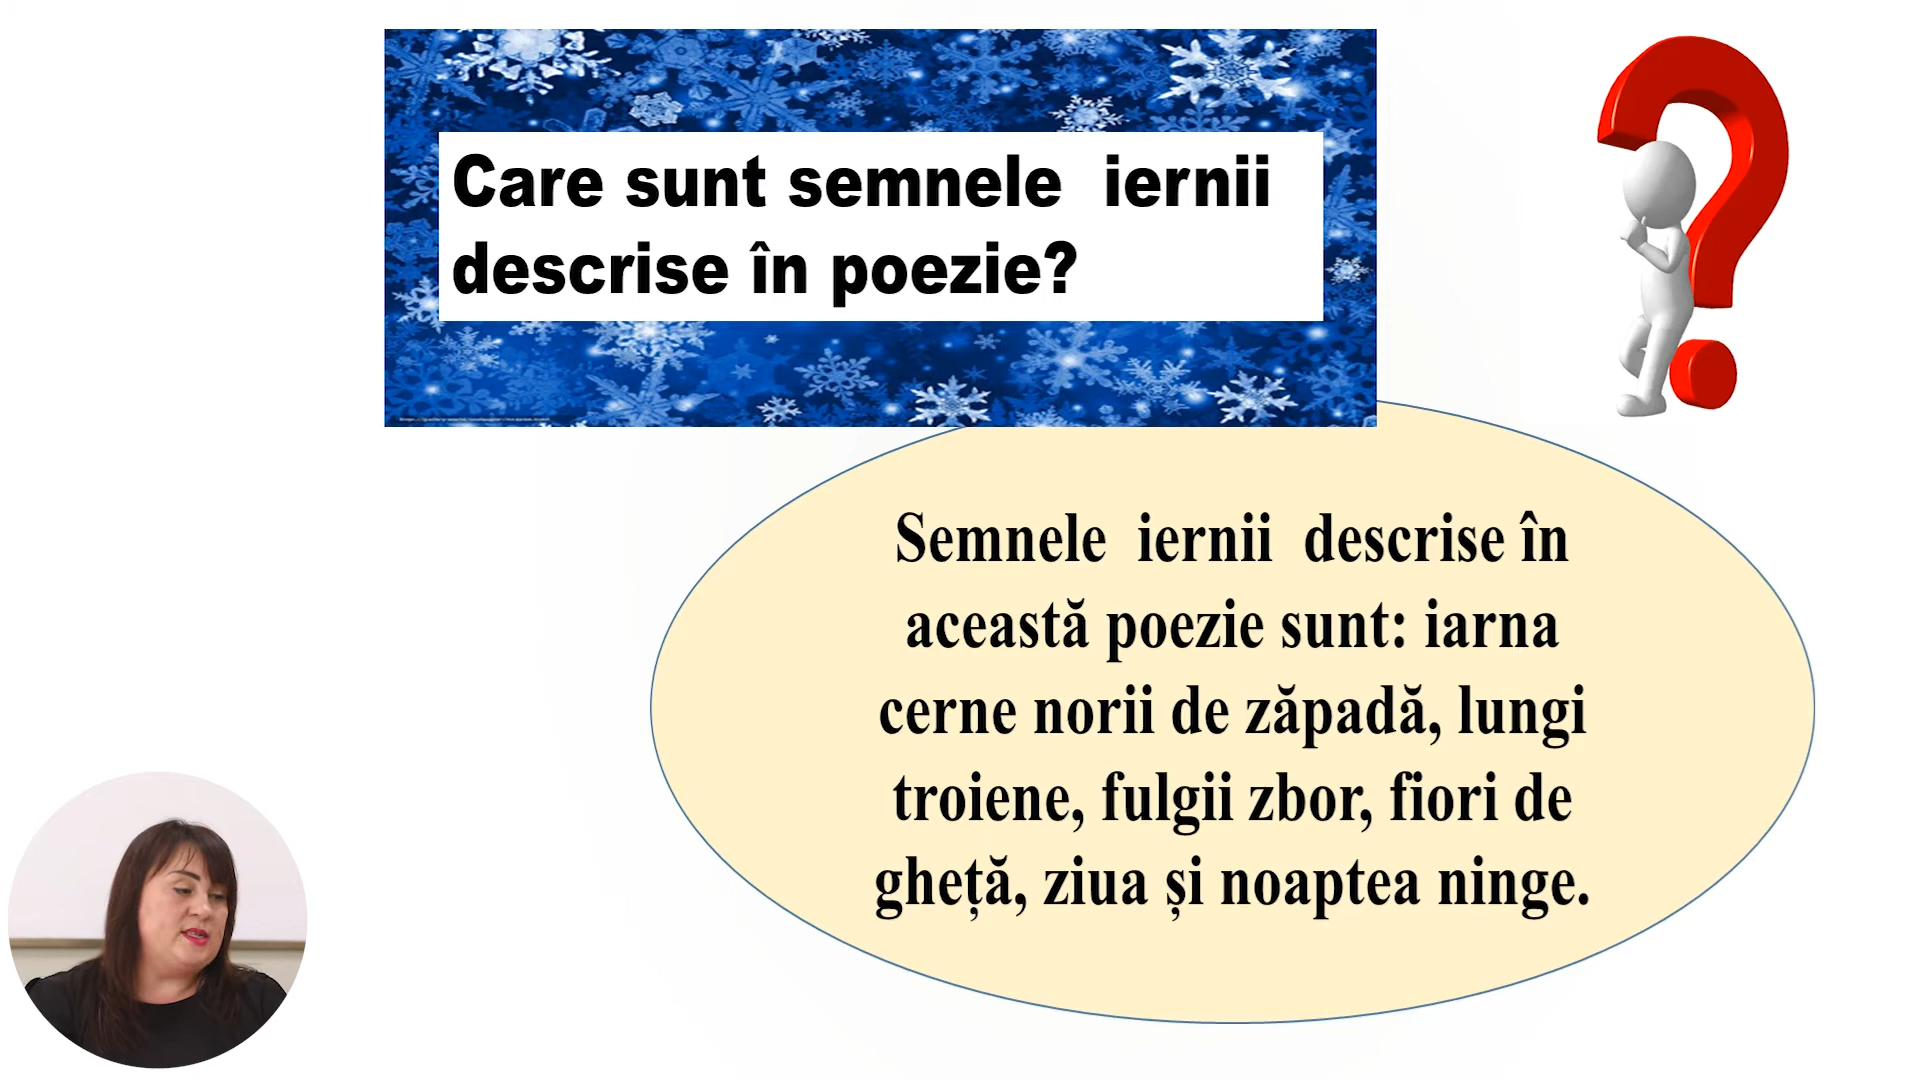 Care sunt semnele iernii
descrise în poezie?
Semnele iernii descrise în
această poezie sunt: iarna
cerne norii de zăpadă, lungi
troiene, fulgii zbor, fiori de
gheță, ziua și noaptea ninge.